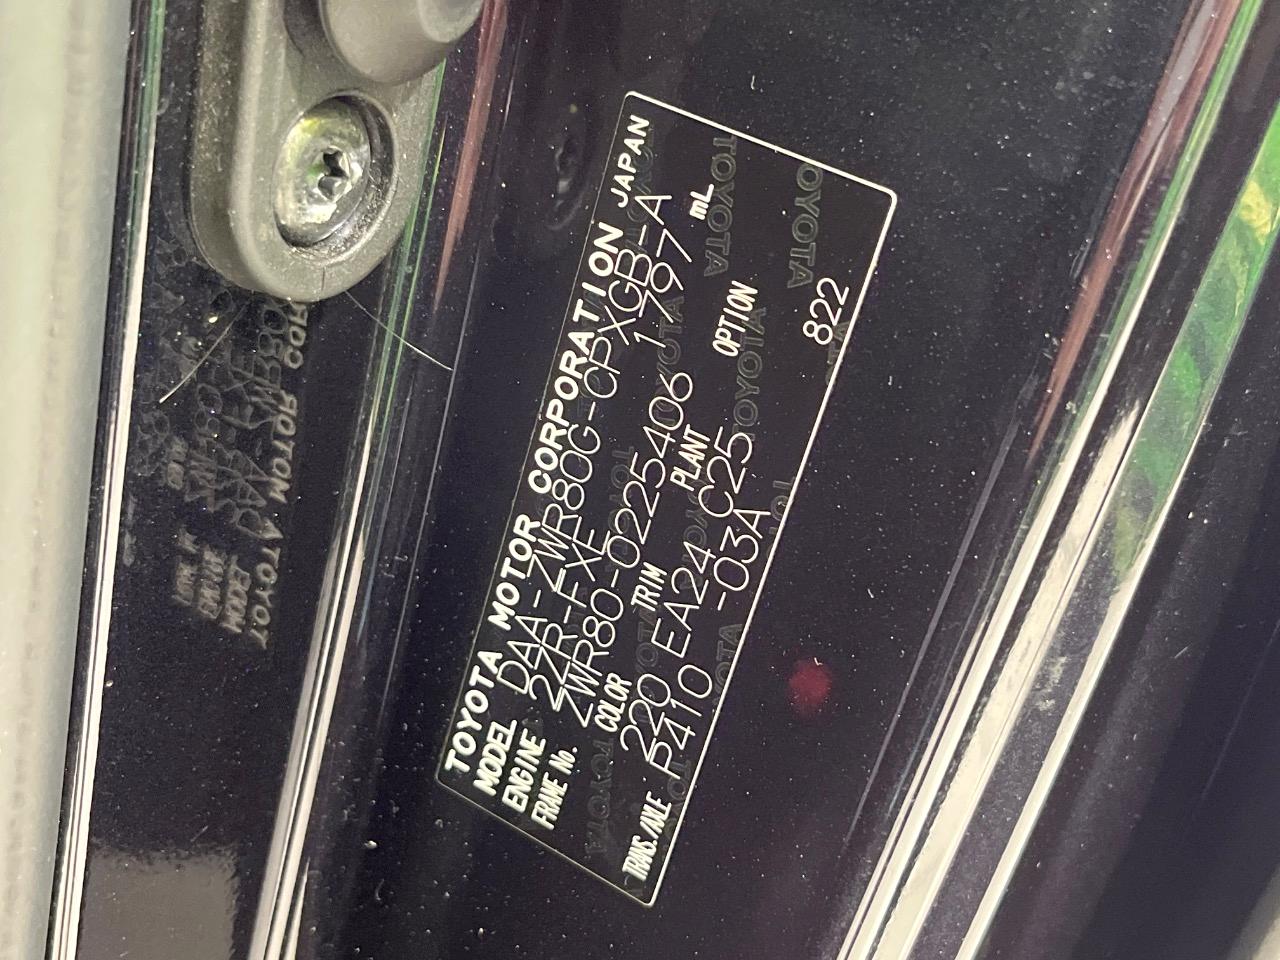 TOYOTA MOTOR CORPORATION JAPAN
MODEL DAA-ZWR80G-CPXGB-A
ENGINE 2ZR-FXE 1797 mL
FRAME No. ZWR80-0225406
COLOR TRIM PLANT OPTION
220 EA24 C25
TRANS./AXLE P410 -03A 822